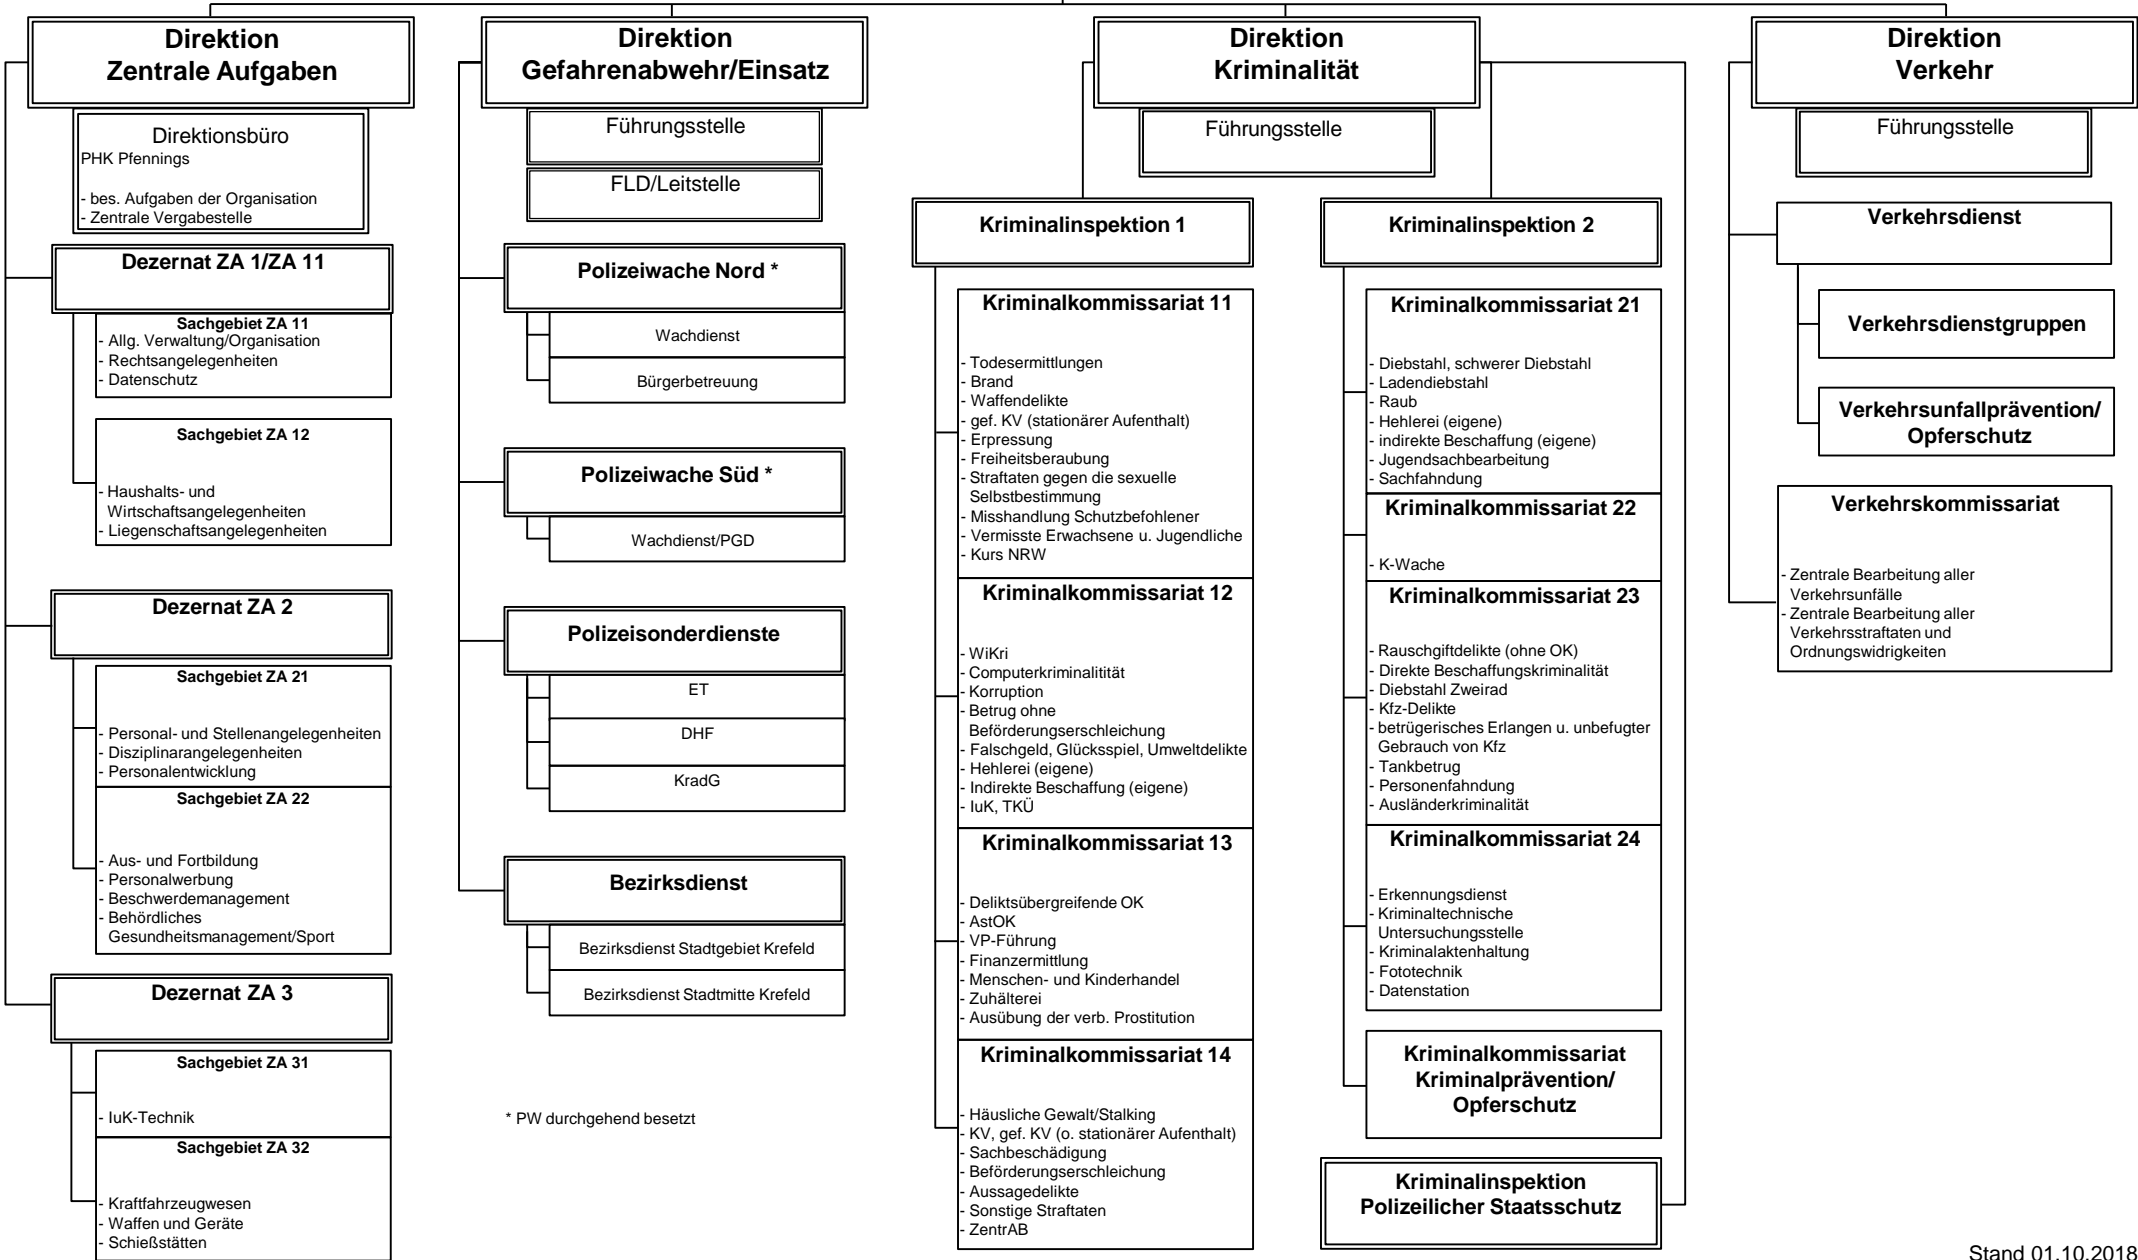 Direktion
Zentrale Aufgaben
Direktionsbüro
PHK Pfennings
- bes. Aufgaben der Organisation
- Zentrale Vergabestelle
Dezernat ZA 1/ZA 11
Sachgebiet ZA 11
- Allg. Verwaltung/Organisation
- Rechtsangelegenheiten
- Datenschutz
Sachgebiet ZA 12
- Haushalts- und
Wirtschaftsangelegenheiten
- Liegenschaftsangelegenheiten
Dezernat ZA 2
Sachgebiet ZA 21
- Personal- und Stellenangelegenheiten
- Disziplinarangelegenheiten
- Personalentwicklung
Sachgebiet ZA 22
- Aus- und Fortbildung
- Personalwerbung
- Beschwerdemanagement
- Behördliches
Gesundheitsmanagement/Sport
Dezernat ZA 3
Sachgebiet ZA 31
- IuK-Technik
Sachgebiet ZA 32
- Kraftfahrzeugwesen
- Waffen und Geräte
- Schießstätten
Direktion
Gefahrenabwehr/Einsatz
Führungsstelle
FLD/Leitstelle
Polizeiwache Nord *
Wachdienst
Bürgerbetreuung
Polizeiwache Süd *
Wachdienst/PGD
Polizeisonderdienste
ET
DHF
KradG
Bezirksdienst
Bezirksdienst Stadtgebiet Krefeld
Bezirksdienst Stadtmitte Krefeld
* PW durchgehend besetzt
Direktion
Kriminalität
Führungsstelle
Kriminalinspektion 1
Kriminalkommissariat 11
- Todesermittlungen
- Brand
- Waffendelikte
- gef. KV (stationärer Aufenthalt)
- Erpressung
- Freiheitsberaubung
- Straftaten gegen die sexuelle
Selbstbestimmung
- Misshandlung Schutzbefohlener
- Vermisste Erwachsene u. Jugendliche
- Kurs NRW
Kriminalkommissariat 12
- WiKri
- Computerkriminalitität
- Korruption
- Betrug ohne
Beförderungserschleichung
- Falschgeld, Glücksspiel, Umweltdelikte
- Hehlerei (eigene)
- Indirekte Beschaffung (eigene)
- IuK, TKÜ
Kriminalkommissariat 13
- Deliktsübergreifende OK
- AstOK
- VP-Führung
- Finanzermittlung
- Menschen- und Kinderhandel
- Zuhälterei
- Ausübung der verb. Prostitution
Kriminalkommissariat 14
- Häusliche Gewalt/Stalking
- KV, gef. KV (o. stationärer Aufenthalt)
- Sachbeschädigung
- Beförderungserschleichung
- Aussagedelikte
- Sonstige Straftaten
- ZentrAB
Kriminalinspektion 2
Kriminalkommissariat 21
- Diebstahl, schwerer Diebstahl
- Ladendiebstahl
- Raub
- Hehlerei (eigene)
- indirekte Beschaffung (eigene)
- Jugendsachbearbeitung
- Sachfahndung
Kriminalkommissariat 22
- K-Wache
Kriminalkommissariat 23
- Rauschgiftdelikte (ohne OK)
- Direkte Beschaffungskriminalität
- Diebstahl Zweirad
- Kfz-Delikte
- betrügerisches Erlangen u. unbefugter
Gebrauch von Kfz
- Tankbetrug
- Personenfahndung
- Ausländerkriminalität
Kriminalkommissariat 24
- Erkennungsdienst
- Kriminaltechnische
Untersuchungsstelle
- Kriminalaktenhaltung
- Fototechnik
- Datenstation
Kriminalkommissariat
Kriminalprävention/
Opferschutz
Kriminalinspektion
Polizeilicher Staatsschutz
Direktion
Verkehr
Führungsstelle
Verkehrsdienst
Verkehrsdienstgruppen
Verkehrsunfallprävention/
Opferschutz
Verkehrskommissariat
- Zentrale Bearbeitung aller
Verkehrsunfälle
- Zentrale Bearbeitung aller
Verkehrsstraftaten und
Ordnungswidrigkeiten
Stand 01.10.2018